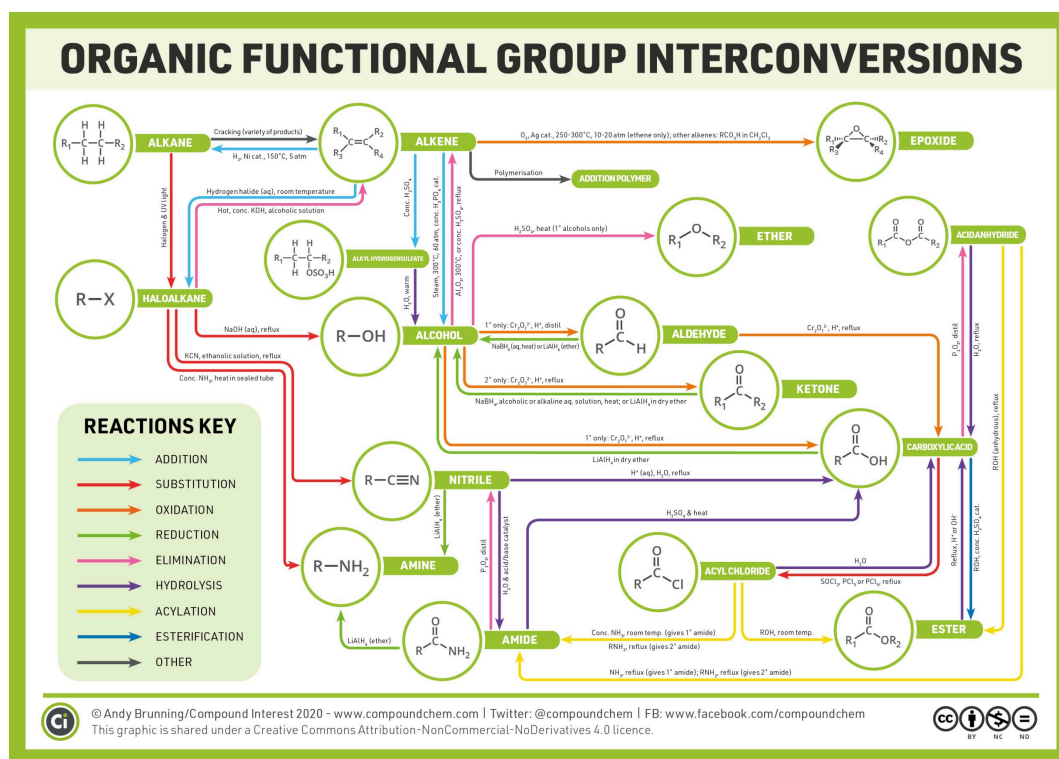 ORGANIC FUNCTIONAL GROUP INTERCONVERSIONS
ALKANE
Cracking (variety of products)
H₂, Ni cat., 150°C, 5 atm
ALKENE
O₂, Ag cat., 250-300°C, 10-20 atm (ethene only); other alkenes: RCO₃H in CH₂Cl₂
EPOXIDE
Polymerisation
ADDITION POLYMER
Hydrogen halide (aq), room temperature
Hot, conc. KOH, alcoholic solution
Halogen & UV light
Conc. H₂SO₄
Steam, 300°C, 60 atm, conc. H₃PO₄ cat.
Al₂O₃, 300°C, or conc. H₂SO₄, reflux
H₂SO₄, heat (1° alcohols only)
R₁-O-R₂
ETHER
ACID ANHYDRIDE
OSO₃H
ALKYL HYDROGENSULFATE
H₂O, warm
R-X
HALOALKANE
NaOH (aq), reflux
R-OH
ALCOHOL
1° only: Cr₂O₇²⁻, H⁺, distil
NaBH₄ (aq, heat) or LiAlH₄ (ether)
ALDEHYDE
Cr₂O₇²⁻, H⁺, reflux
P₄O₁₀, distil
H₂O, reflux
ROH (anhydrous), reflux
KCN, ethanolic solution, reflux
Conc. NH₃, heat in sealed tube
2° only: Cr₂O₇²⁻, H⁺, reflux
NaBH₄, alcoholic or alkaline aq. solution, heat; or LiAlH₄ in dry ether
KETONE
1° only: Cr₂O₇²⁻, H⁺, reflux
LiAlH₄ in dry ether
CARBOXYLIC ACID
REACTIONS KEY
ADDITION
SUBSTITUTION
OXIDATION
REDUCTION
ELIMINATION
HYDROLYSIS
ACYLATION
ESTERIFICATION
OTHER
R-C≡N
NITRILE
H⁺ (aq), H₂O, reflux
LiAlH₄ (ether)
P₄O₁₀, distil
H₂O & acid/base catalyst
H₂SO₄ & heat
R-NH₂
AMINE
ACYL CHLORIDE
H₂O
SOCl₂, PCl₃ or PCl₅, reflux
Reflux, H⁺ or OH⁻
ROH, conc. H₂SO₄ cat.
LiAlH₄ (ether)
AMIDE
Conc. NH₃, room temp. (gives 1° amide)
RNH₂, reflux (gives 2° amide)
ROH, room temp.
ESTER
NH₃, reflux (gives 1° amide); RNH₂, reflux (gives 2° amide)
Ci
© Andy Brunning/Compound Interest 2020 - www.compoundchem.com | Twitter: @compoundchem | FB: www.facebook.com/compoundchem
This graphic is shared under a Creative Commons Attribution-NonCommercial-NoDerivatives 4.0 licence.
CC
BY NC ND